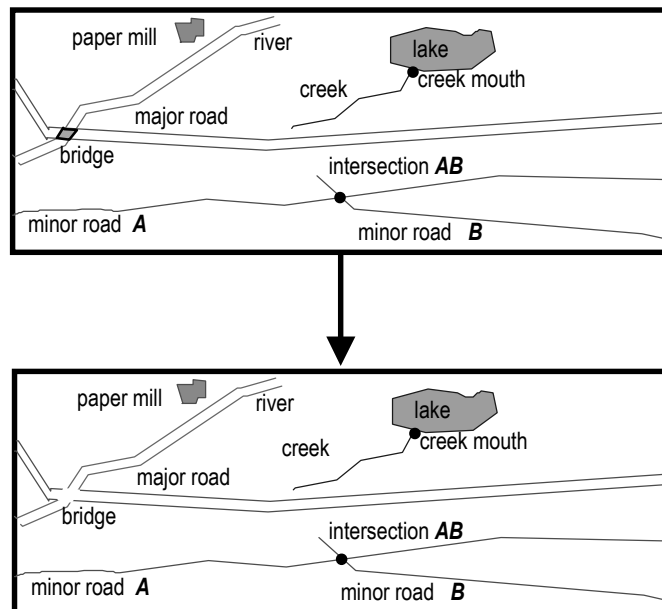 paper mill
river
lake
creek
creek mouth
major road
bridge
intersection AB
minor road A
minor road B
paper mill
river
lake
creek
creek mouth
major road
bridge
intersection AB
minor road A
minor road B